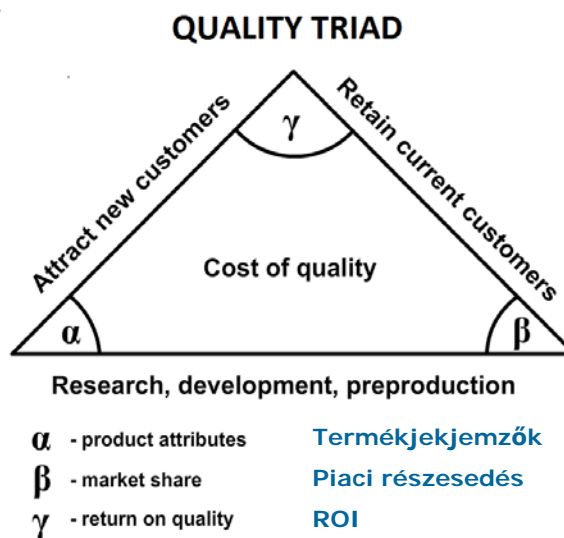 QUALITY TRIAD
Attract new customers
Retain current customers
γ
Cost of quality
α
β
Research, development, preproduction
α - product attributes Termékjekjemzők
β - market share Piaci részesedés
γ - return on quality ROI